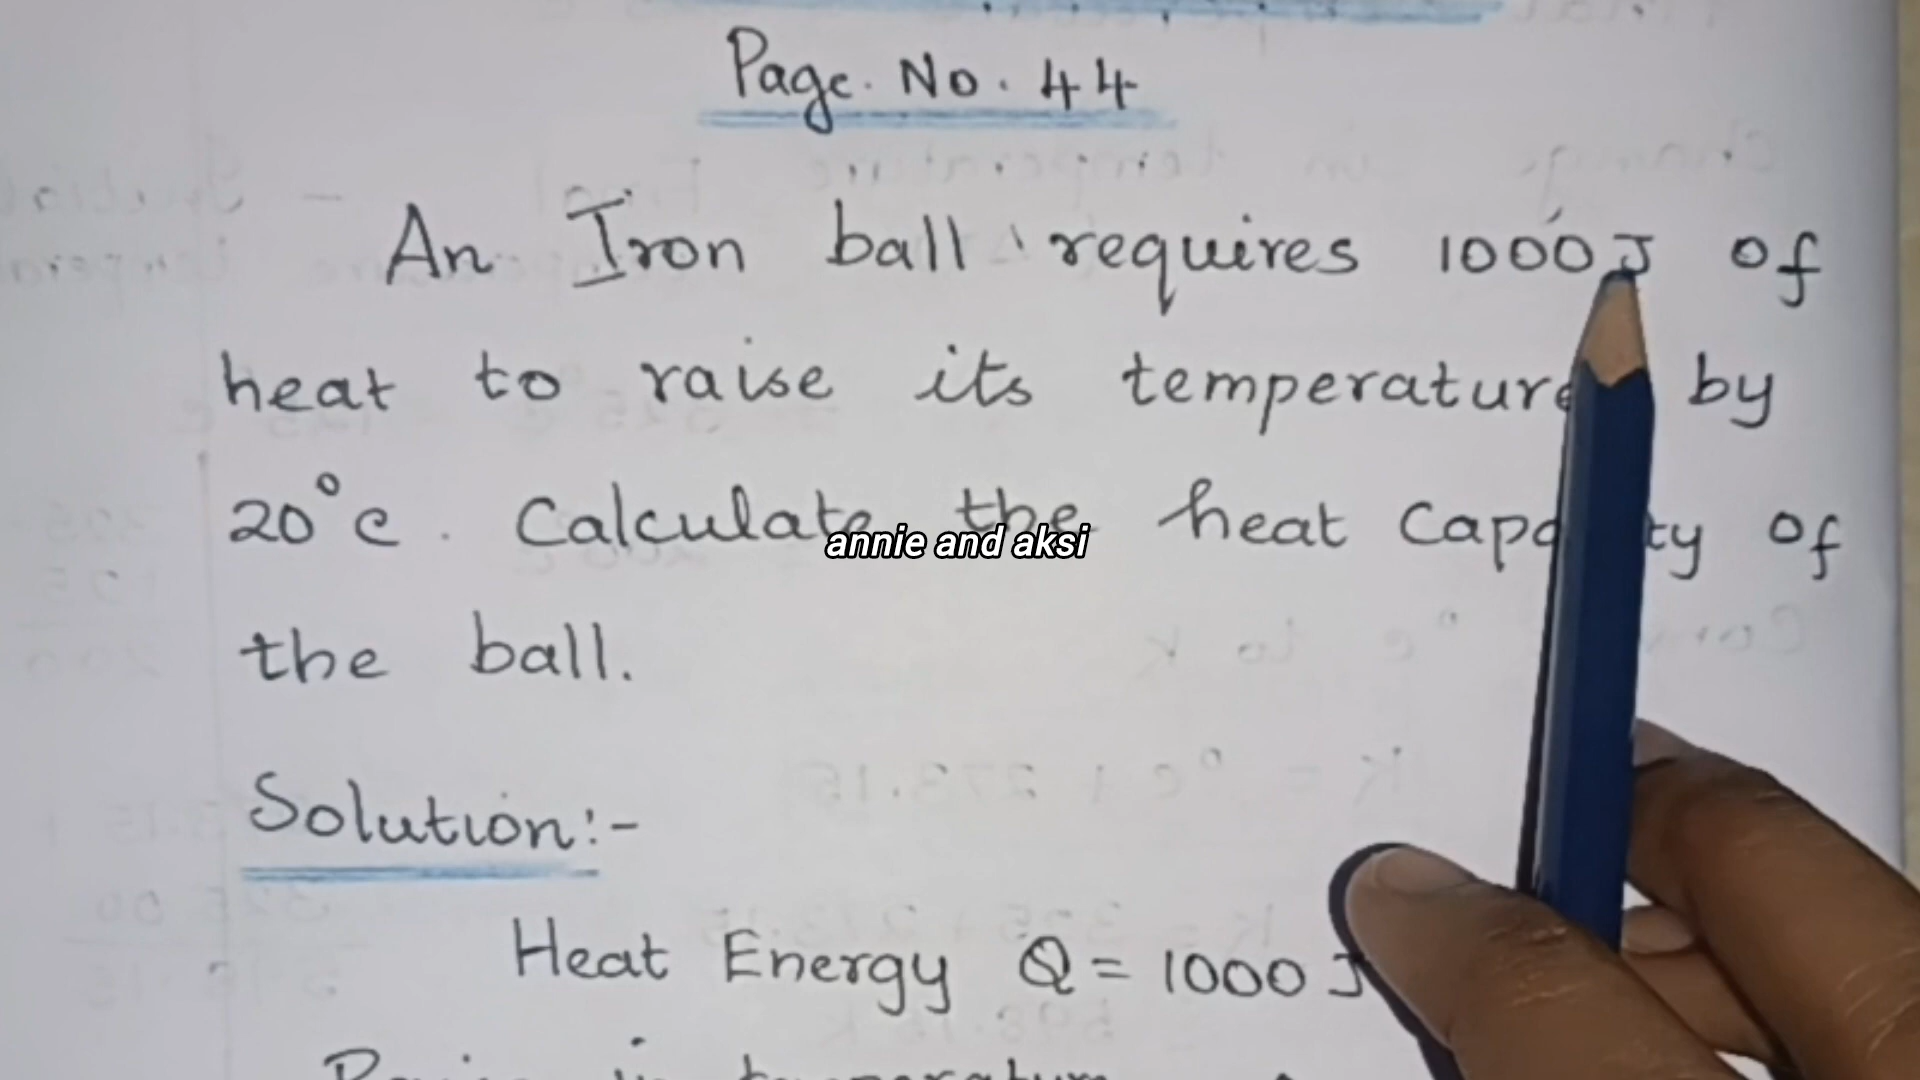 Page. No. 44
An Iron ball requires 1000J of
heat to raise its temperature by
20°c. Calculate the heat capacity of
annie and aksi
the ball.
Solution:-
Heat Energy Q = 1000 J